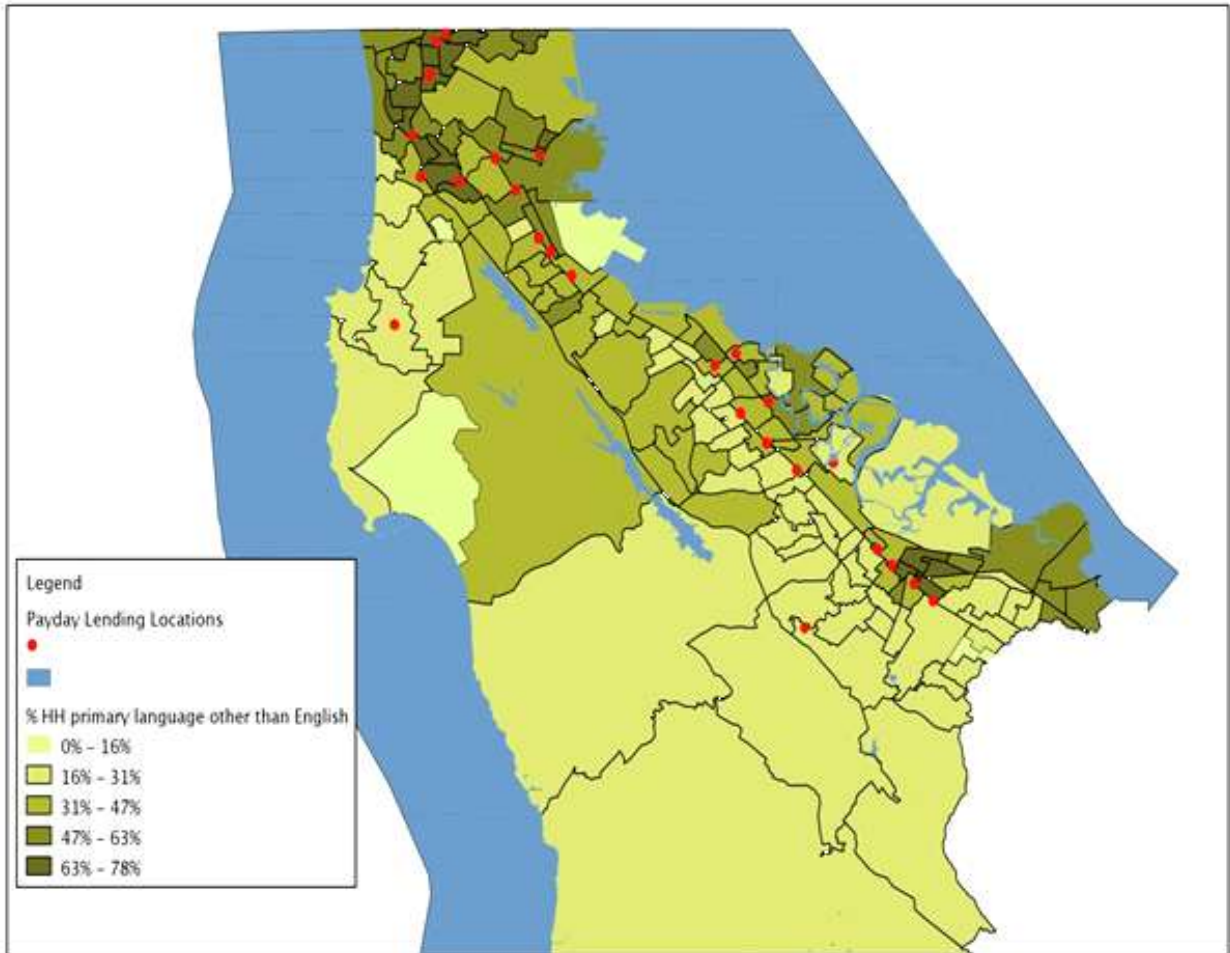 Legend
Payday Lending Locations
% HH primary language other than English
0% – 16%
16% – 31%
31% – 47%
47% – 63%
63% – 78%